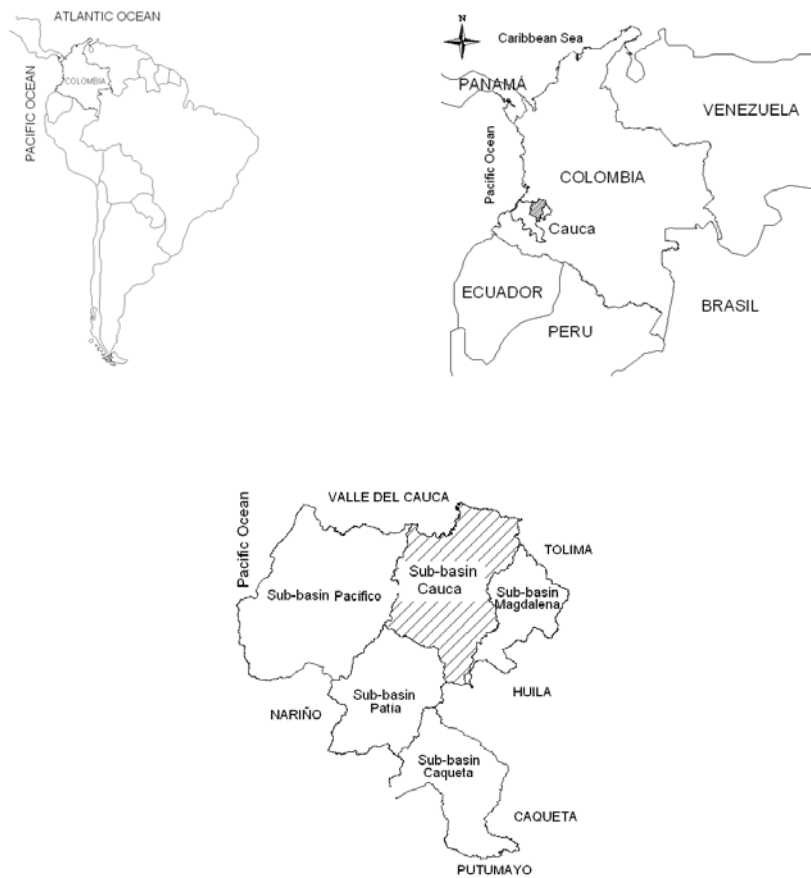 ATLANTIC OCEAN
PACIFIC OCEAN
COLOMBIA
N
Caribbean Sea
PANAMÁ
VENEZUELA
Pacific Ocean
COLOMBIA
Cauca
ECUADOR
BRASIL
PERU
VALLE DEL CAUCA
Pacific Ocean
TOLIMA
Sub-basin
Cauca
Sub-basin Pacífico
Sub-basin
Magdalena
HUILA
Sub-basin
Patía
NARIÑO
Sub-basin
Caqueta
CAQUETA
PUTUMAYO